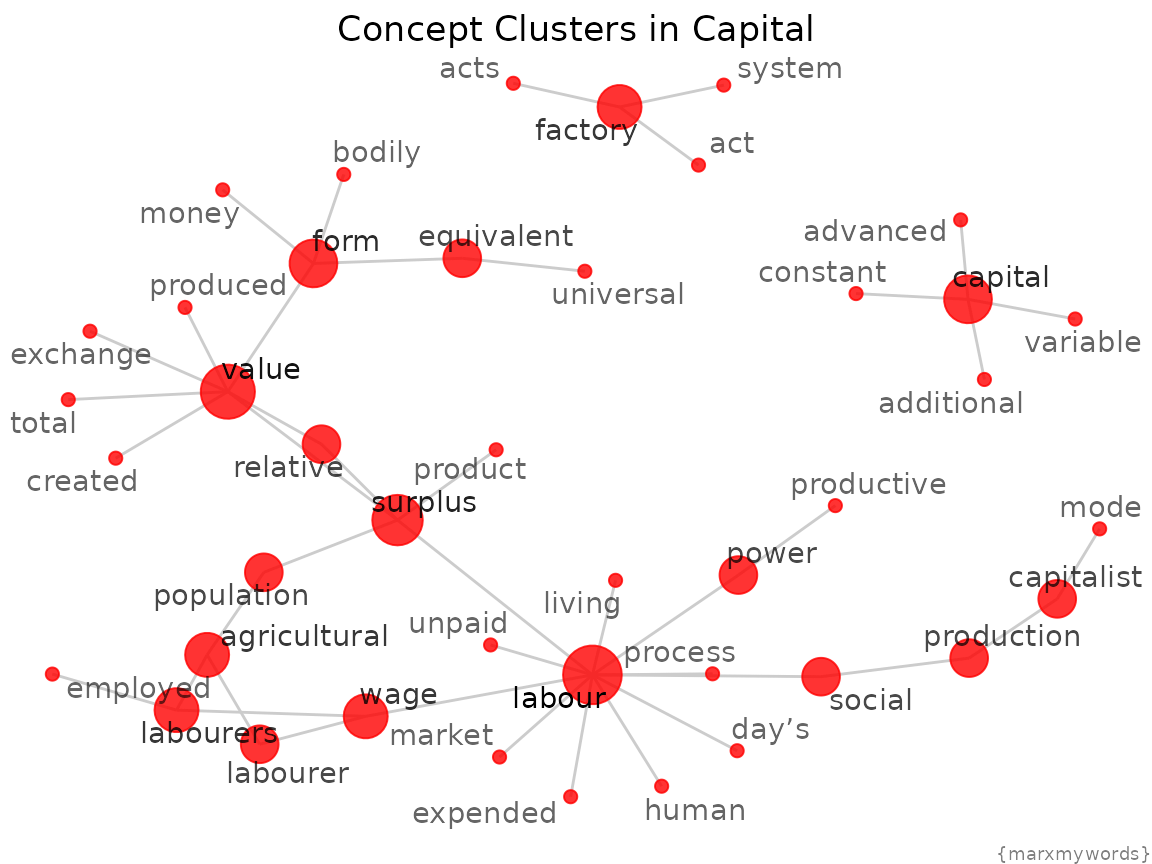 Concept Clusters in Capital
acts
system
factory
act
bodily
money
form
equivalent
advanced
constant
capital
produced
universal
exchange
variable
value
total
additional
relative
product
created
productive
surplus
mode
power
capitalist
population
living
unpaid
agricultural
process
production
employed
wage
labour
social
labourers
market
day’s
labourer
expended
human
{marxmywords}